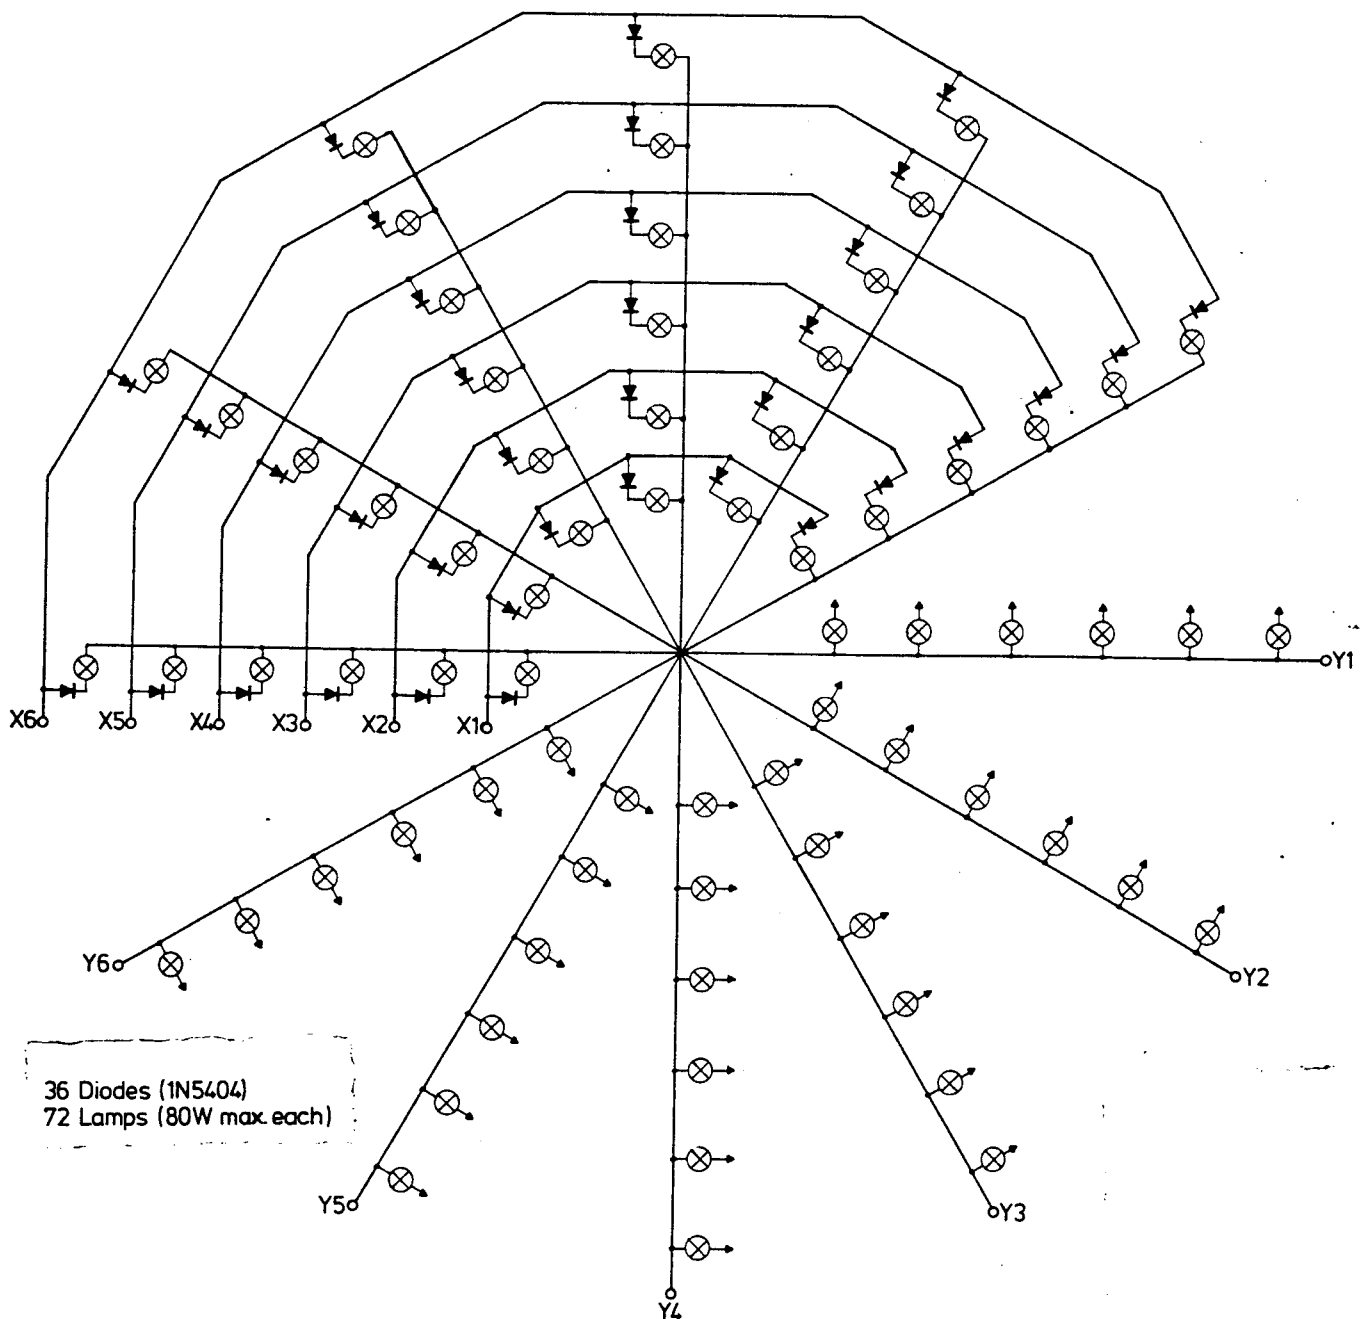 X6 X5 X4 X3 X2 X1
Y1
Y2
Y3
Y4
Y5
Y6
36 Diodes (1N5404)
72 Lamps (80W max. each)